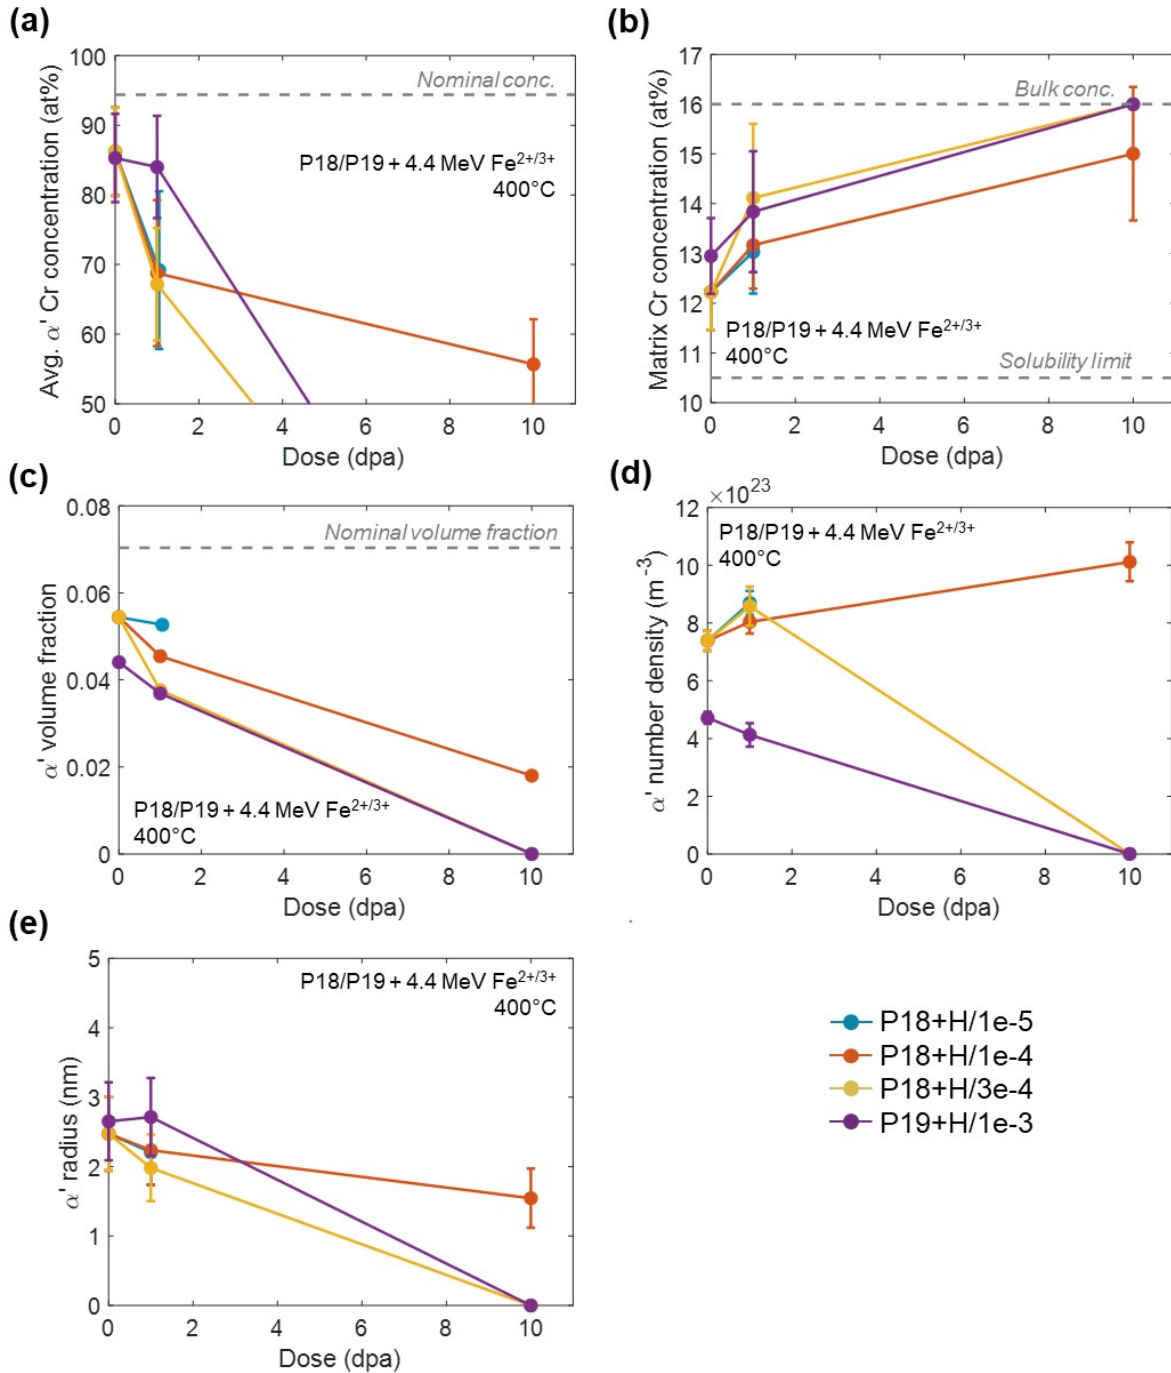 (a)
100
90
80
70
60
50
0 2 4 6 8 10
Avg. α' Cr concentration (at%)
Dose (dpa)
Nominal conc.
P18/P19 + 4.4 MeV Fe2+/3+
400°C
(b)
17
16
15
14
13
12
11
10
0 2 4 6 8 10
Matrix Cr concentration (at%)
Dose (dpa)
Bulk conc.
P18/P19 + 4.4 MeV Fe2+/3+
400°C
Solubility limit
(c)
0.08
0.06
0.04
0.02
0
0 2 4 6 8 10
α' volume fraction
Dose (dpa)
Nominal volume fraction
P18/P19 + 4.4 MeV Fe2+/3+
400°C
(d)
×10^23
12
10
8
6
4
2
0
0 2 4 6 8 10
α' number density (m-3)
Dose (dpa)
P18/P19 + 4.4 MeV Fe2+/3+
400°C
(e)
5
4
3
2
1
0
0 2 4 6 8 10
α' radius (nm)
Dose (dpa)
P18/P19 + 4.4 MeV Fe2+/3+
400°C
P18+H/1e-5
P18+H/1e-4
P18+H/3e-4
P19+H/1e-3